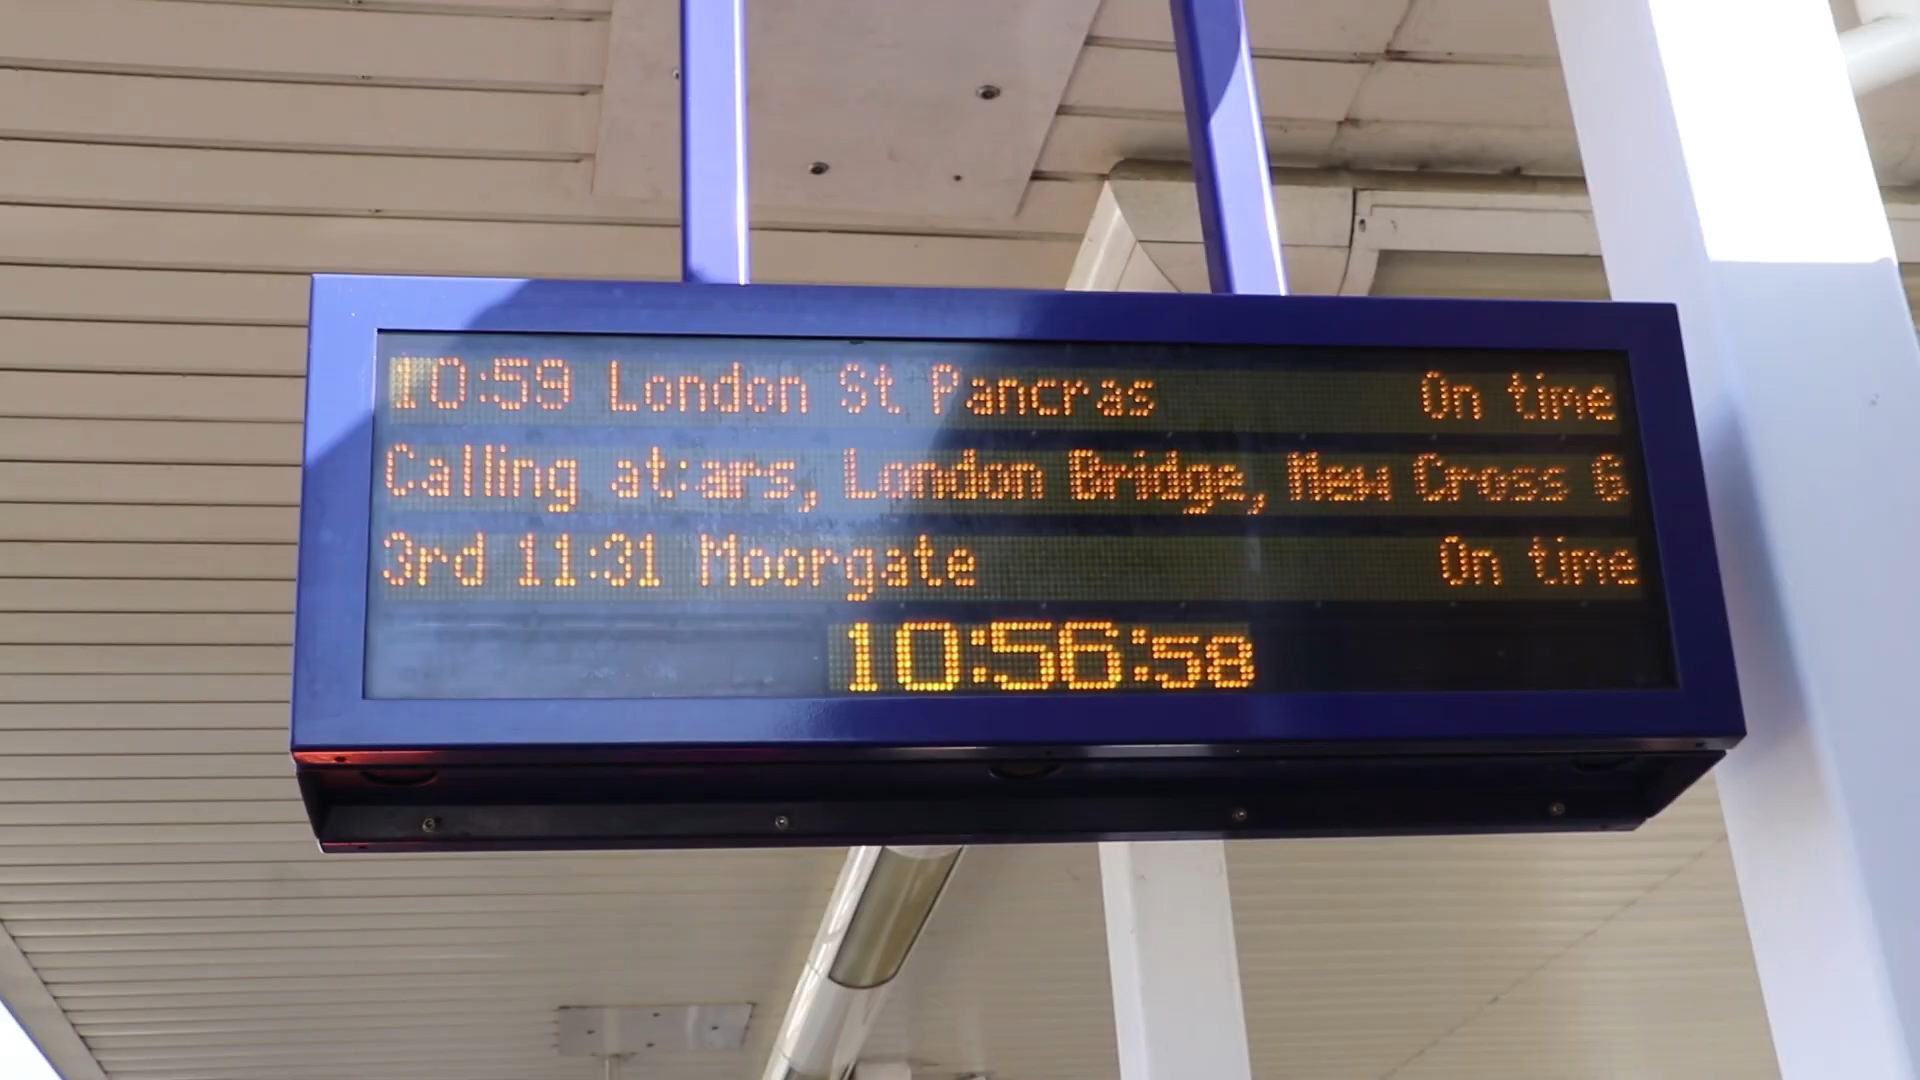 10:59 London St Pancras On time
Calling at:ars, London Bridge, New Cross G
3rd 11:31 Moorgate On time
10:56:58